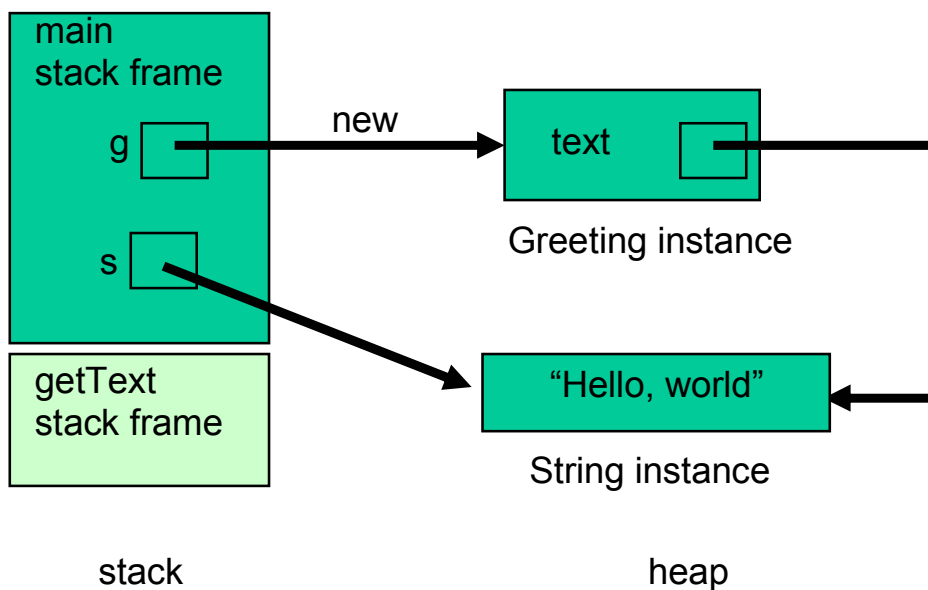 main
stack frame
g
new
text
Greeting instance
s
getText
stack frame
“Hello, world”
String instance
stack
heap